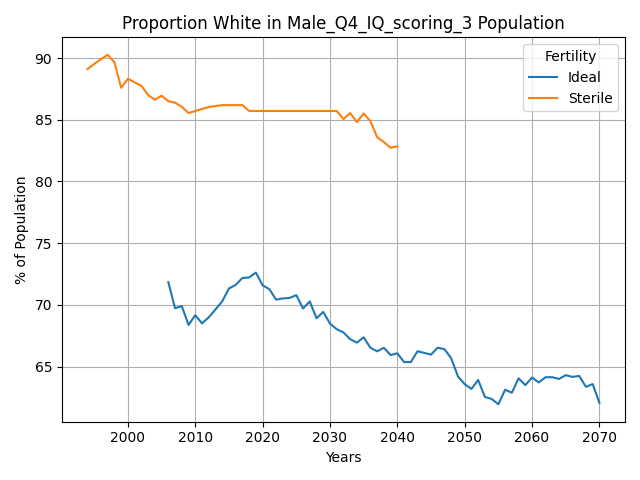 Proportion White in Male_Q4_IQ_scoring_3 Population
Fertility
Ideal
Sterile
% of Population
90
85
80
75
70
65
2000 2010 2020 2030 2040 2050 2060 2070
Years